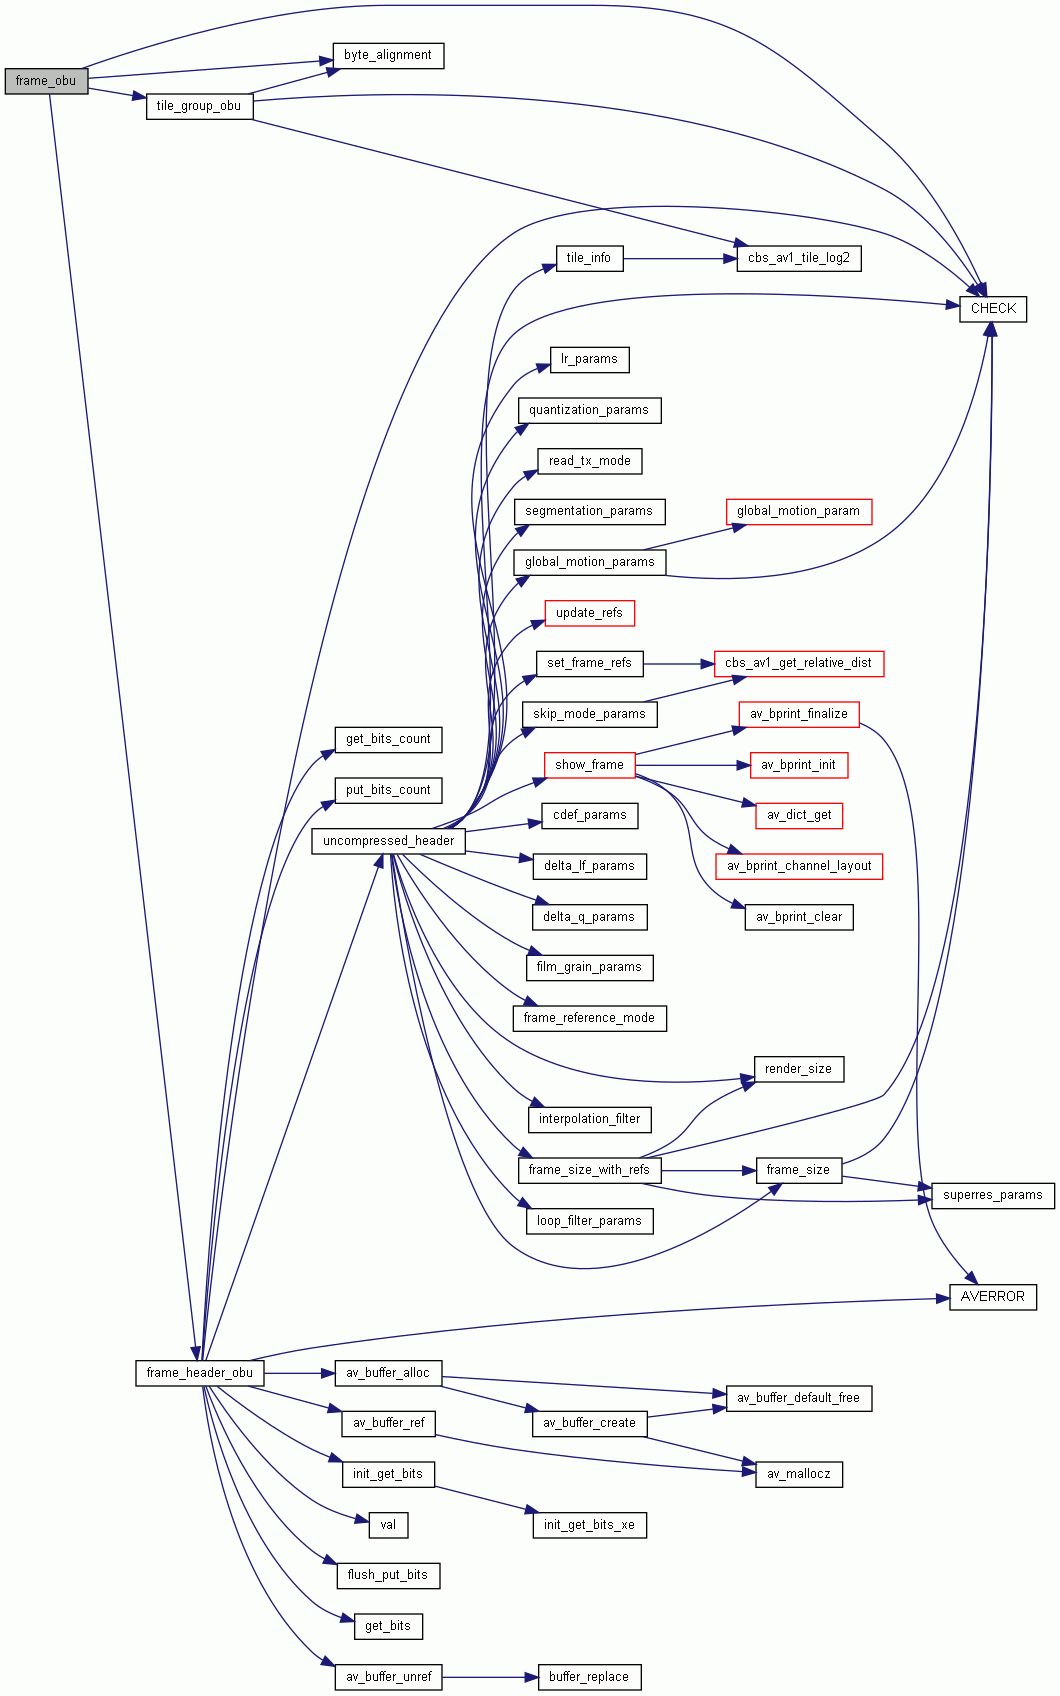 frame_obu
byte_alignment
tile_group_obu
tile_info
cbs_av1_tile_log2
CHECK
lr_params
quantization_params
read_tx_mode
segmentation_params
global_motion_param
global_motion_params
update_refs
set_frame_refs
cbs_av1_get_relative_dist
skip_mode_params
av_bprint_finalize
get_bits_count
show_frame
av_bprint_init
put_bits_count
cdef_params
av_dict_get
uncompressed_header
delta_lf_params
av_bprint_channel_layout
delta_q_params
av_bprint_clear
film_grain_params
frame_reference_mode
render_size
interpolation_filter
frame_size_with_refs
frame_size
superres_params
loop_filter_params
AVERROR
frame_header_obu
av_buffer_alloc
av_buffer_default_free
av_buffer_ref
av_buffer_create
init_get_bits
av_mallocz
val
init_get_bits_xe
flush_put_bits
get_bits
av_buffer_unref
buffer_replace